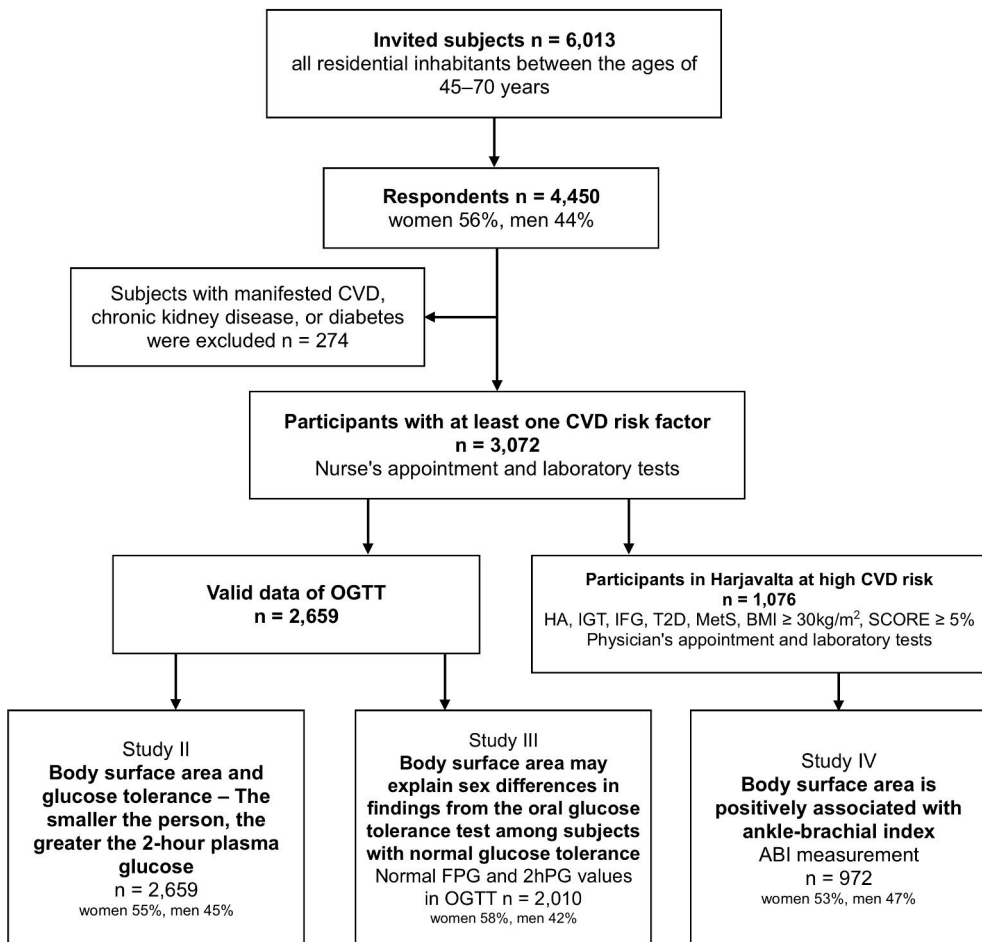 Invited subjects n = 6,013
all residential inhabitants between the ages of
45–70 years
Respondents n = 4,450
women 56%, men 44%
Subjects with manifested CVD,
chronic kidney disease, or diabetes
were excluded n = 274
Participants with at least one CVD risk factor
n = 3,072
Nurse's appointment and laboratory tests
Valid data of OGTT
n = 2,659
Participants in Harjavalta at high CVD risk
n = 1,076
HA, IGT, IFG, T2D, MetS, BMI ≥ 30kg/m², SCORE ≥ 5%
Physician's appointment and laboratory tests
Study II
Body surface area and
glucose tolerance – The
smaller the person, the
greater the 2-hour plasma
glucose
n = 2,659
women 55%, men 45%
Study III
Body surface area may
explain sex differences in
findings from the oral glucose
tolerance test among subjects
with normal glucose tolerance
Normal FPG and 2hPG values
in OGTT n = 2,010
women 58%, men 42%
Study IV
Body surface area is
positively associated with
ankle-brachial index
ABI measurement
n = 972
women 53%, men 47%